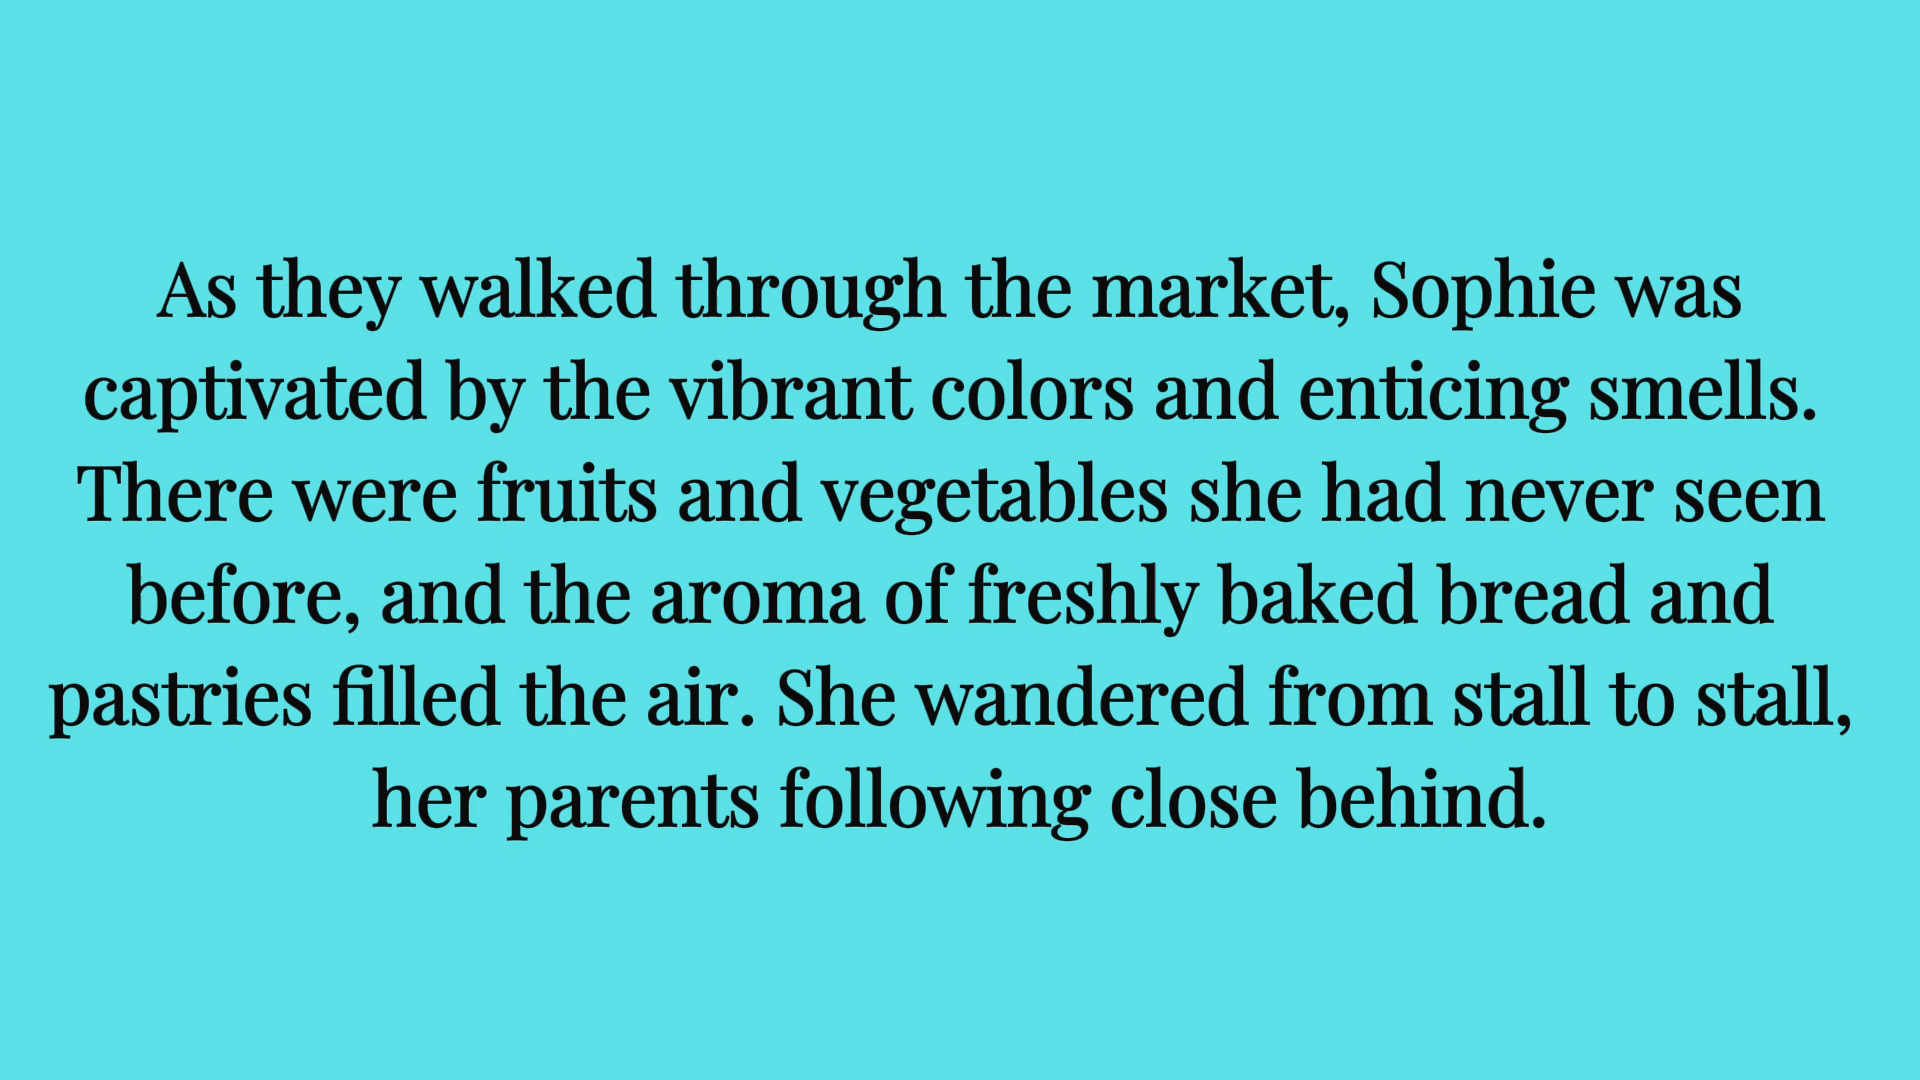 As they walked through the market, Sophie was
captivated by the vibrant colors and enticing smells.
There were fruits and vegetables she had never seen
before, and the aroma of freshly baked bread and
pastries filled the air. She wandered from stall to stall,
her parents following close behind.